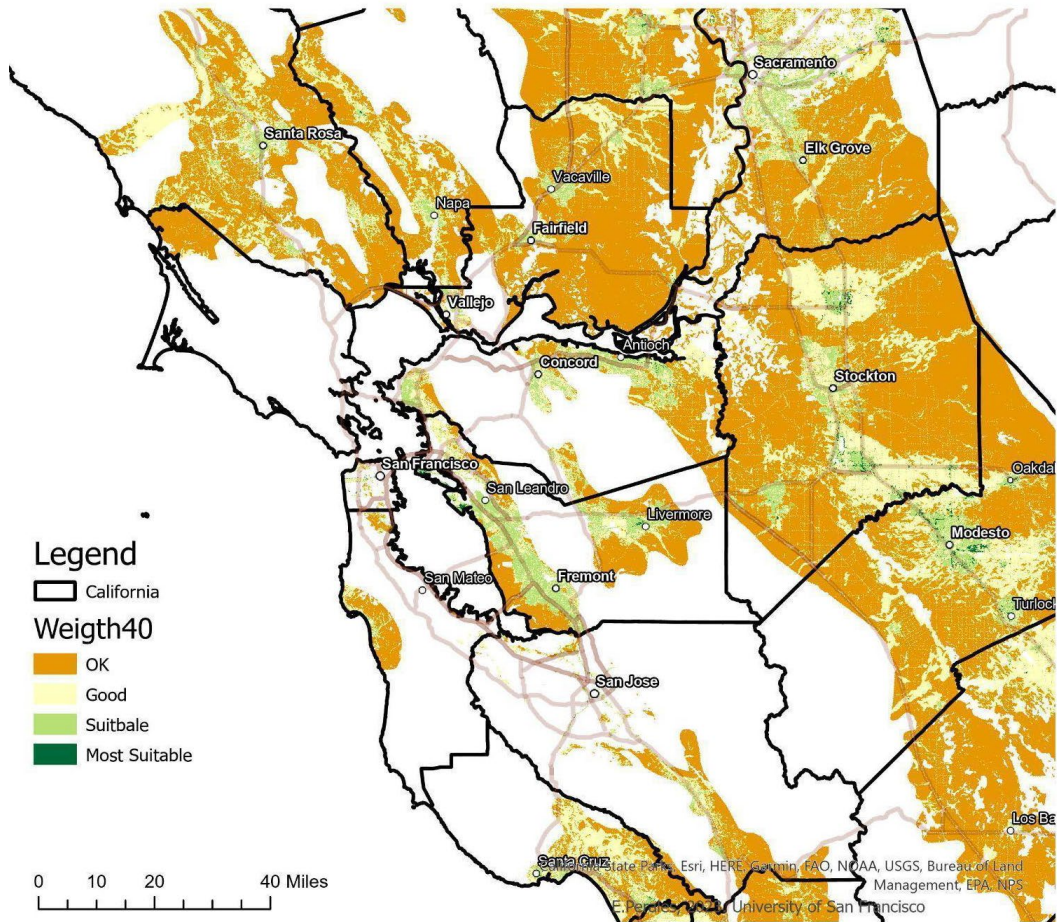 Sacramento
Santa Rosa
Elk Grove
Vacaville
Napa
Fairfield
Vallejo
Antioch
Concord
Stockton
San Francisco
Oakdal
San Leandro
Livermore
Modesto
Legend
California
San Mateo
Fremont
Turlock
Weigth40
OK
Good
San Jose
Suitbale
Most Suitable
Los Ba
Santa Cruz
State Parks, Esri, HERE, Garmin, FAO, NOAA, USGS, Bureau of Land
Management, EPA, NPS
0 10 20 40 Miles
University of San Francisco